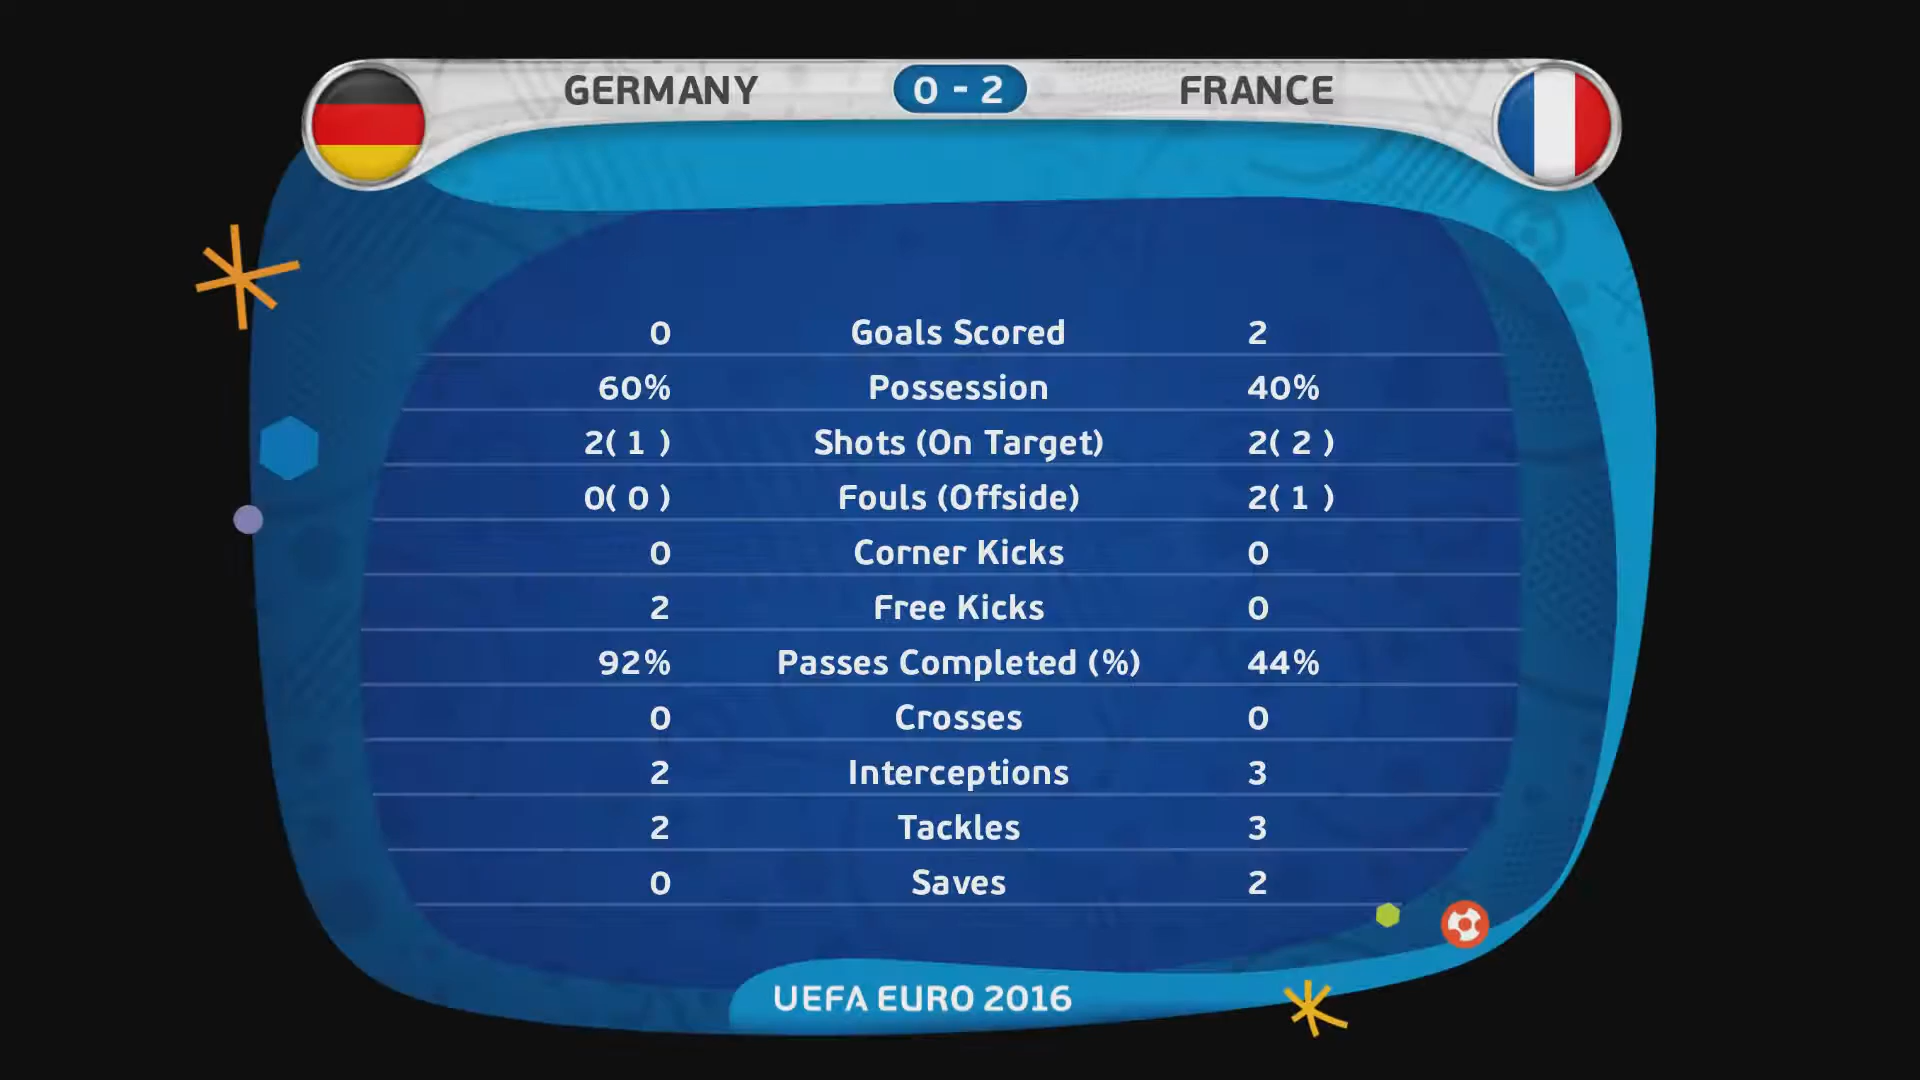 GERMANY 0 - 2 FRANCE
0 Goals Scored 2
60% Possession 40%
2( 1 ) Shots (On Target) 2( 2 )
0( 0 ) Fouls (Offside) 2( 1 )
0 Corner Kicks 0
2 Free Kicks 0
92% Passes Completed (%) 44%
0 Crosses 0
2 Interceptions 3
2 Tackles 3
0 Saves 2
UEFA EURO 2016